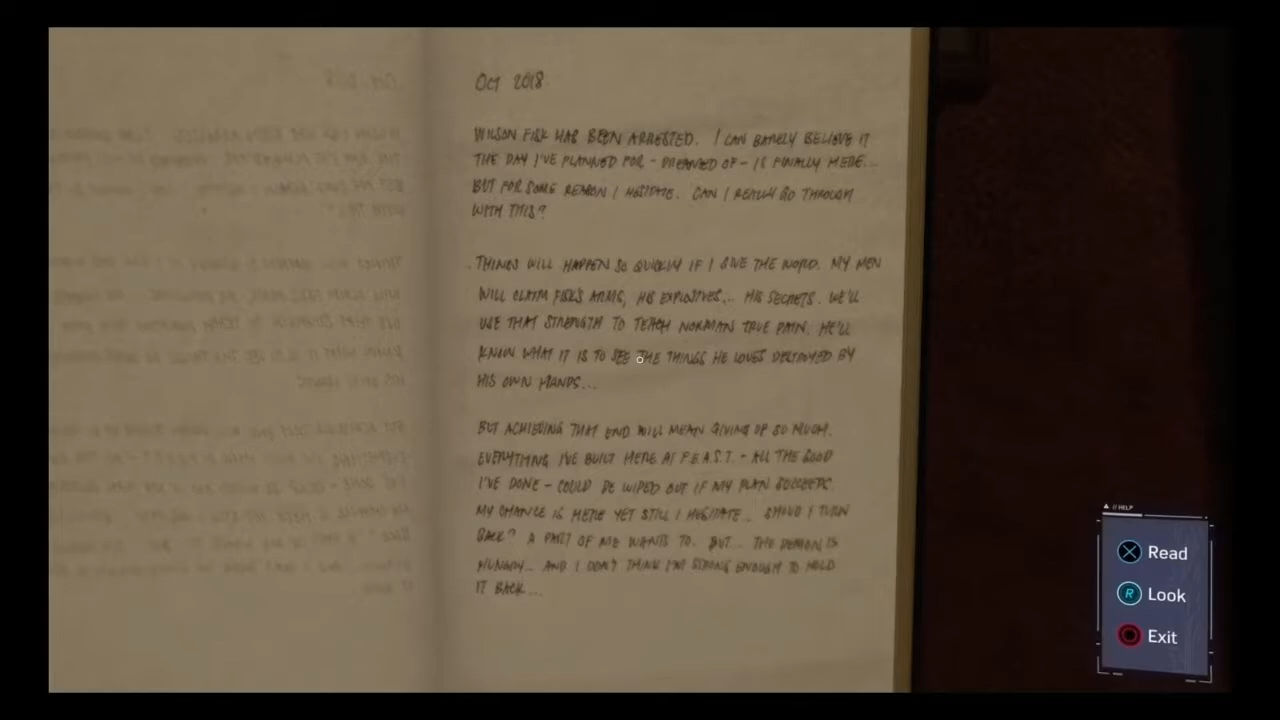 Oct 2018
WILSON FISK HAS BEEN ARRESTED. I CAN BARELY BELIEVE IT
THE DAY I'VE PLANNED FOR - DREAMED OF - IS FINALLY HERE...
BUT FOR SOME REASON I HESITATE. CAN I REALLY GO THROUGH
WITH THIS?
THINGS WILL HAPPEN SO QUICKLY IF I GIVE THE WORD. MY MEN
WILL CLAIM FISK'S ARMS, HIS EXPLOSIVES... HIS SECRETS. WE'LL
USE THAT STRENGTH TO TEACH NORMAN TRUE PAIN. HE'LL
KNOW WHAT IT IS TO SEE THE THINGS HE LOVES DESTROYED BY
HIS OWN HANDS...
BUT ACHIEVING THAT END WILL MEAN GIVING UP SO MUCH.
EVERYTHING I'VE BUILT HERE AT F.E.A.S.T. - ALL THE GOOD
I'VE DONE - COULD BE WIPED OUT IF MY PLAN SUCCEEDS.
MY CHANCE IS HERE YET STILL I HESITATE... SHOULD I TURN
BACK? A PART OF ME WANTS TO. BUT... THE DEMON IS
HUNGRY... AND I DON'T THINK I'M STRONG ENOUGH TO HOLD
IT BACK...
// HELP
Read
R Look
Exit